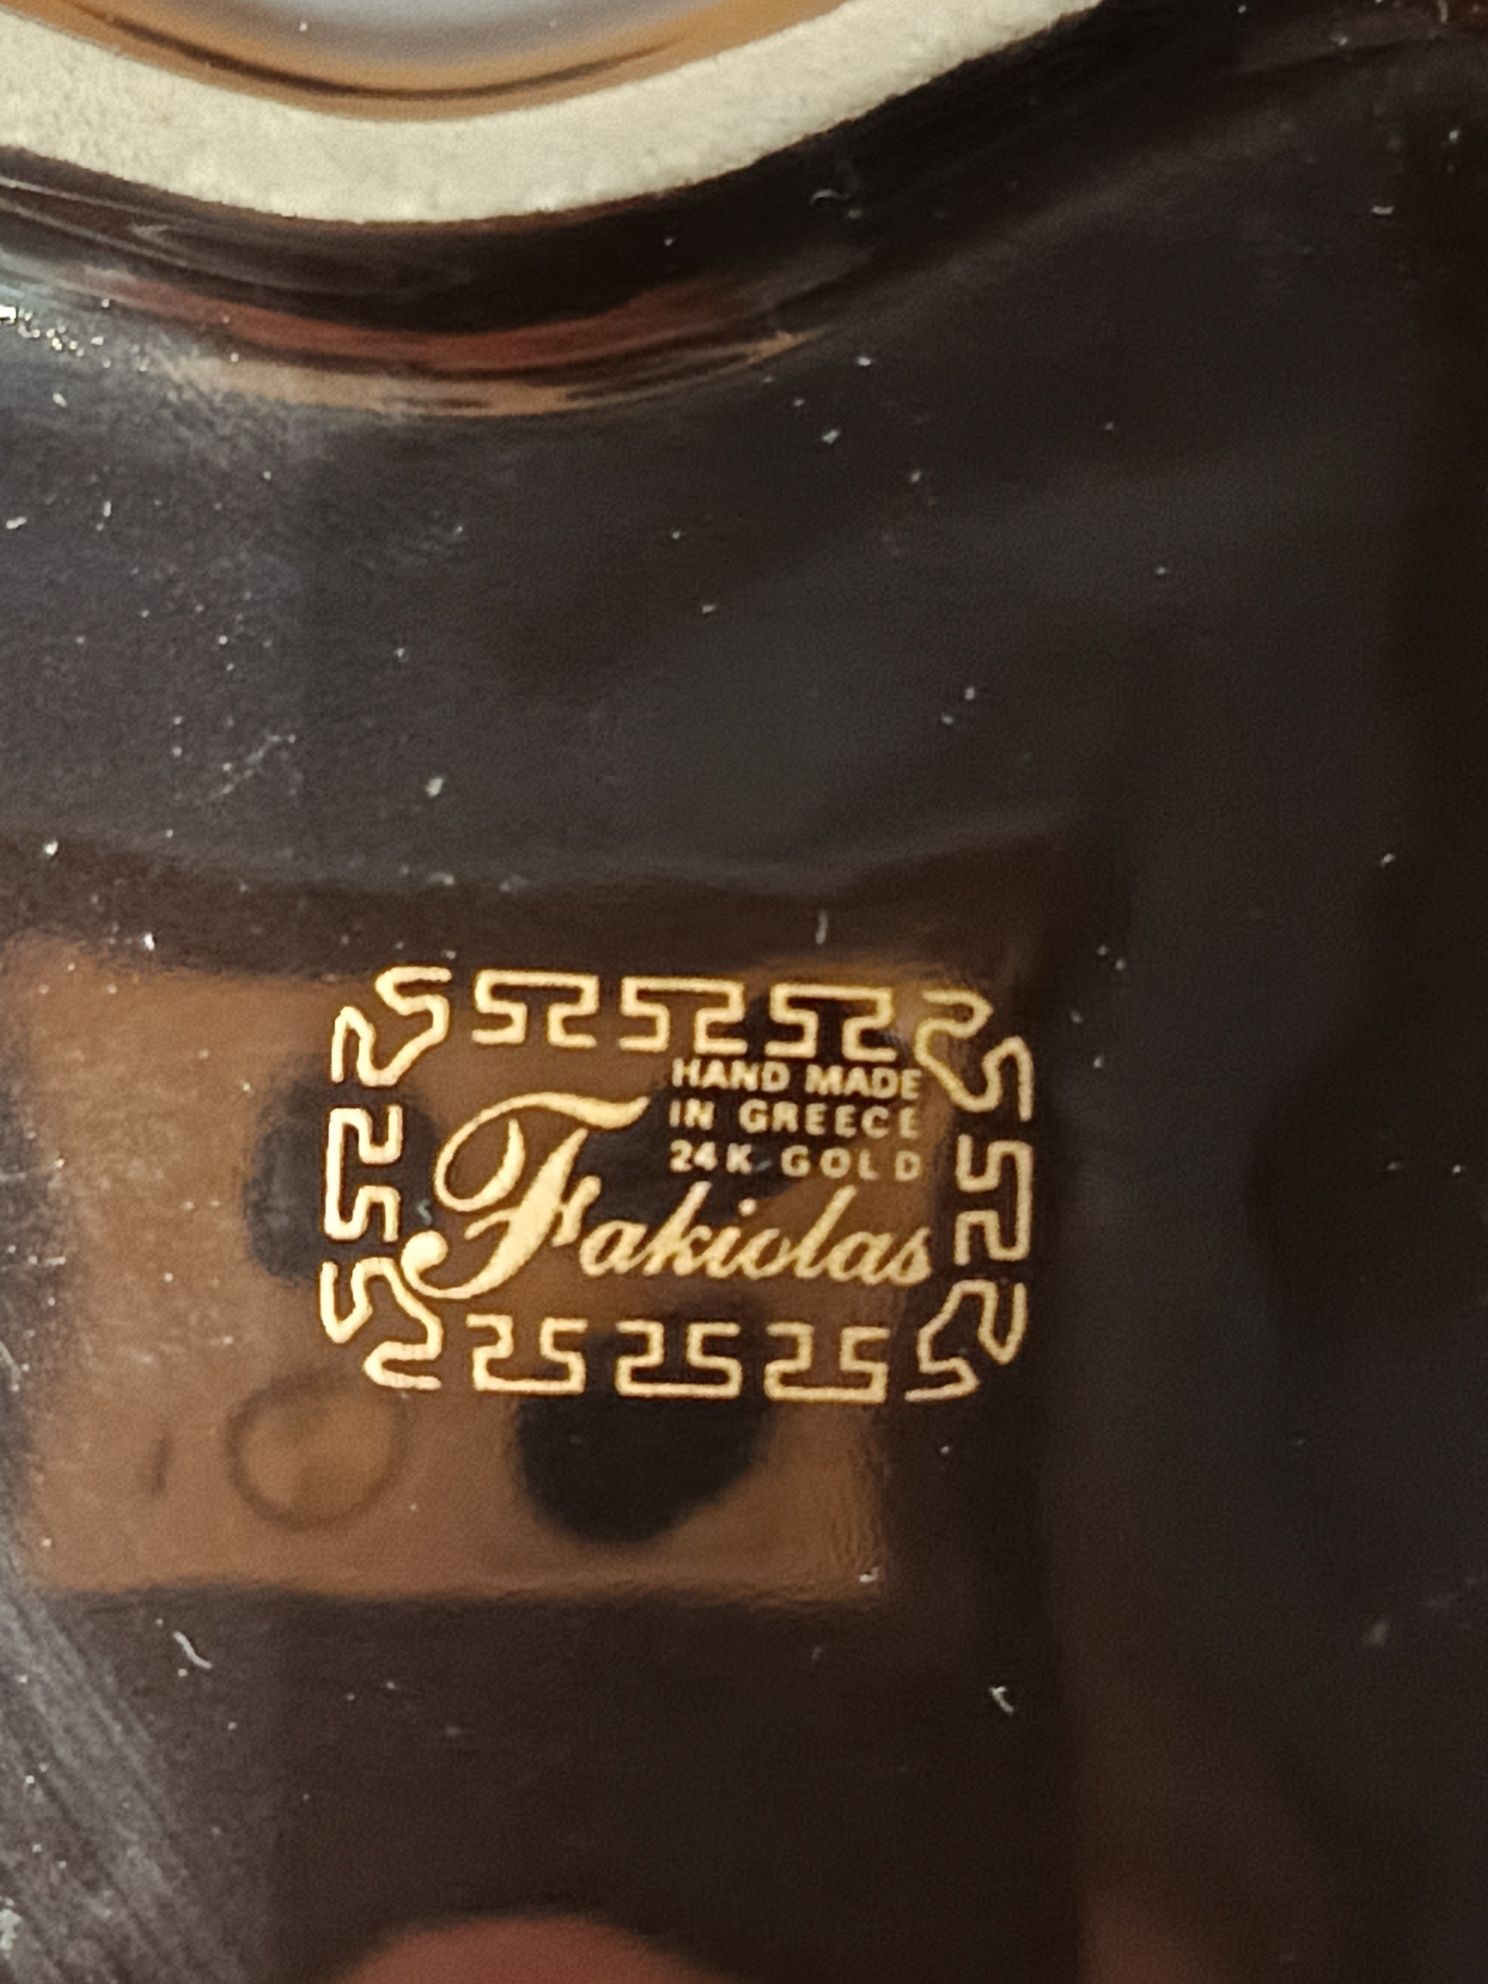 HAND MADE
IN GREECE
24K GOLD
Fakiolas